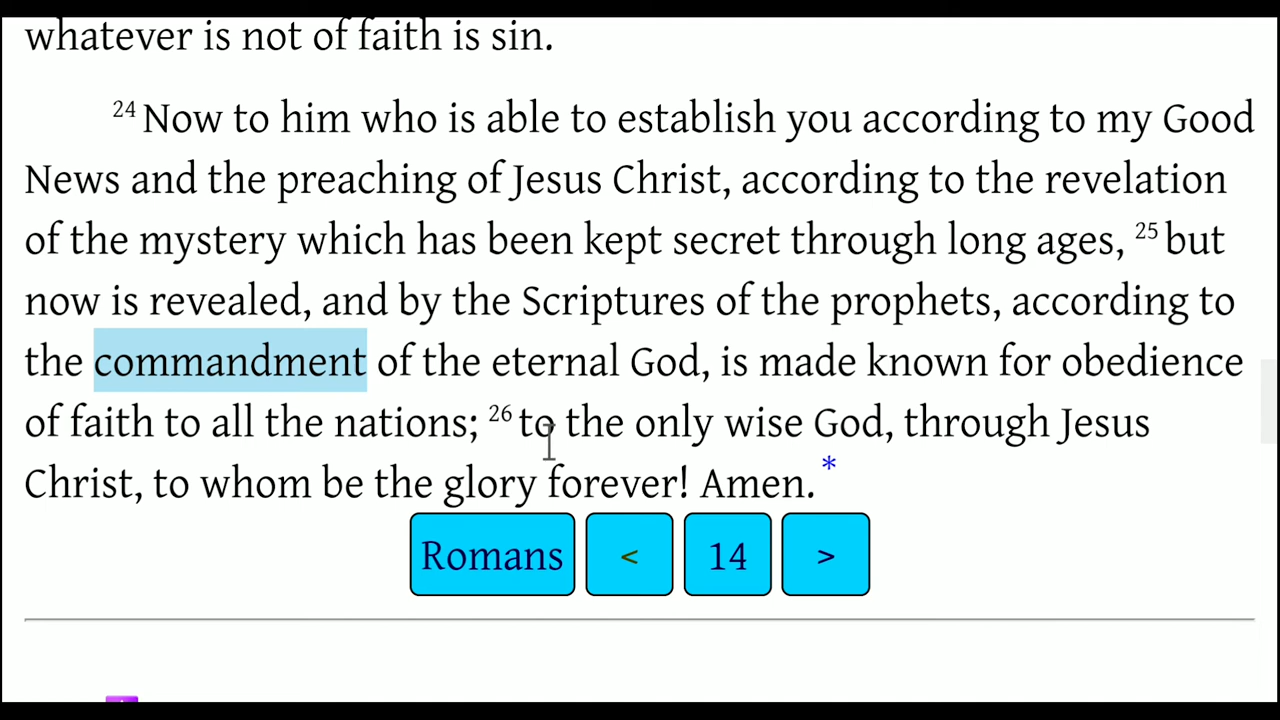 whatever is not of faith is sin.
24 Now to him who is able to establish you according to my Good
News and the preaching of Jesus Christ, according to the revelation
of the mystery which has been kept secret through long ages, 25 but
now is revealed, and by the Scriptures of the prophets, according to
the commandment of the eternal God, is made known for obedience
of faith to all the nations; 26 to the only wise God, through Jesus
Christ, to whom be the glory forever! Amen. *
Romans < 14 >